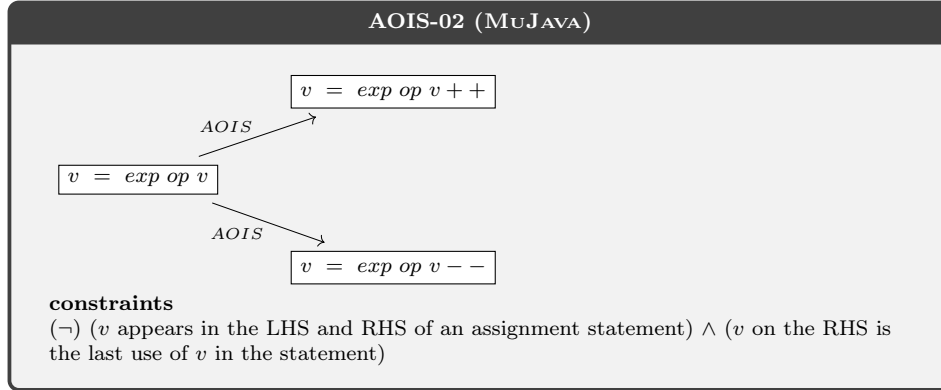 AOIS-02 (MUJAVA)
v = exp op v + +
AOIS
v = exp op v
AOIS
v = exp op v − −
constraints
(¬) (v appears in the LHS and RHS of an assignment statement) ∧ (v on the RHS is
the last use of v in the statement)